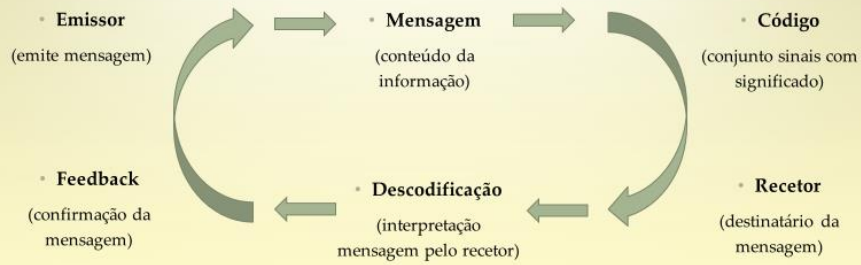 • Emissor
(emite mensagem)
• Mensagem
(conteúdo da
informação)
• Código
(conjunto sinais com
significado)
• Feedback
(confirmação da
mensagem)
• Descodificação
(interpretação
mensagem pelo recetor)
• Recetor
(destinatário da
mensagem)